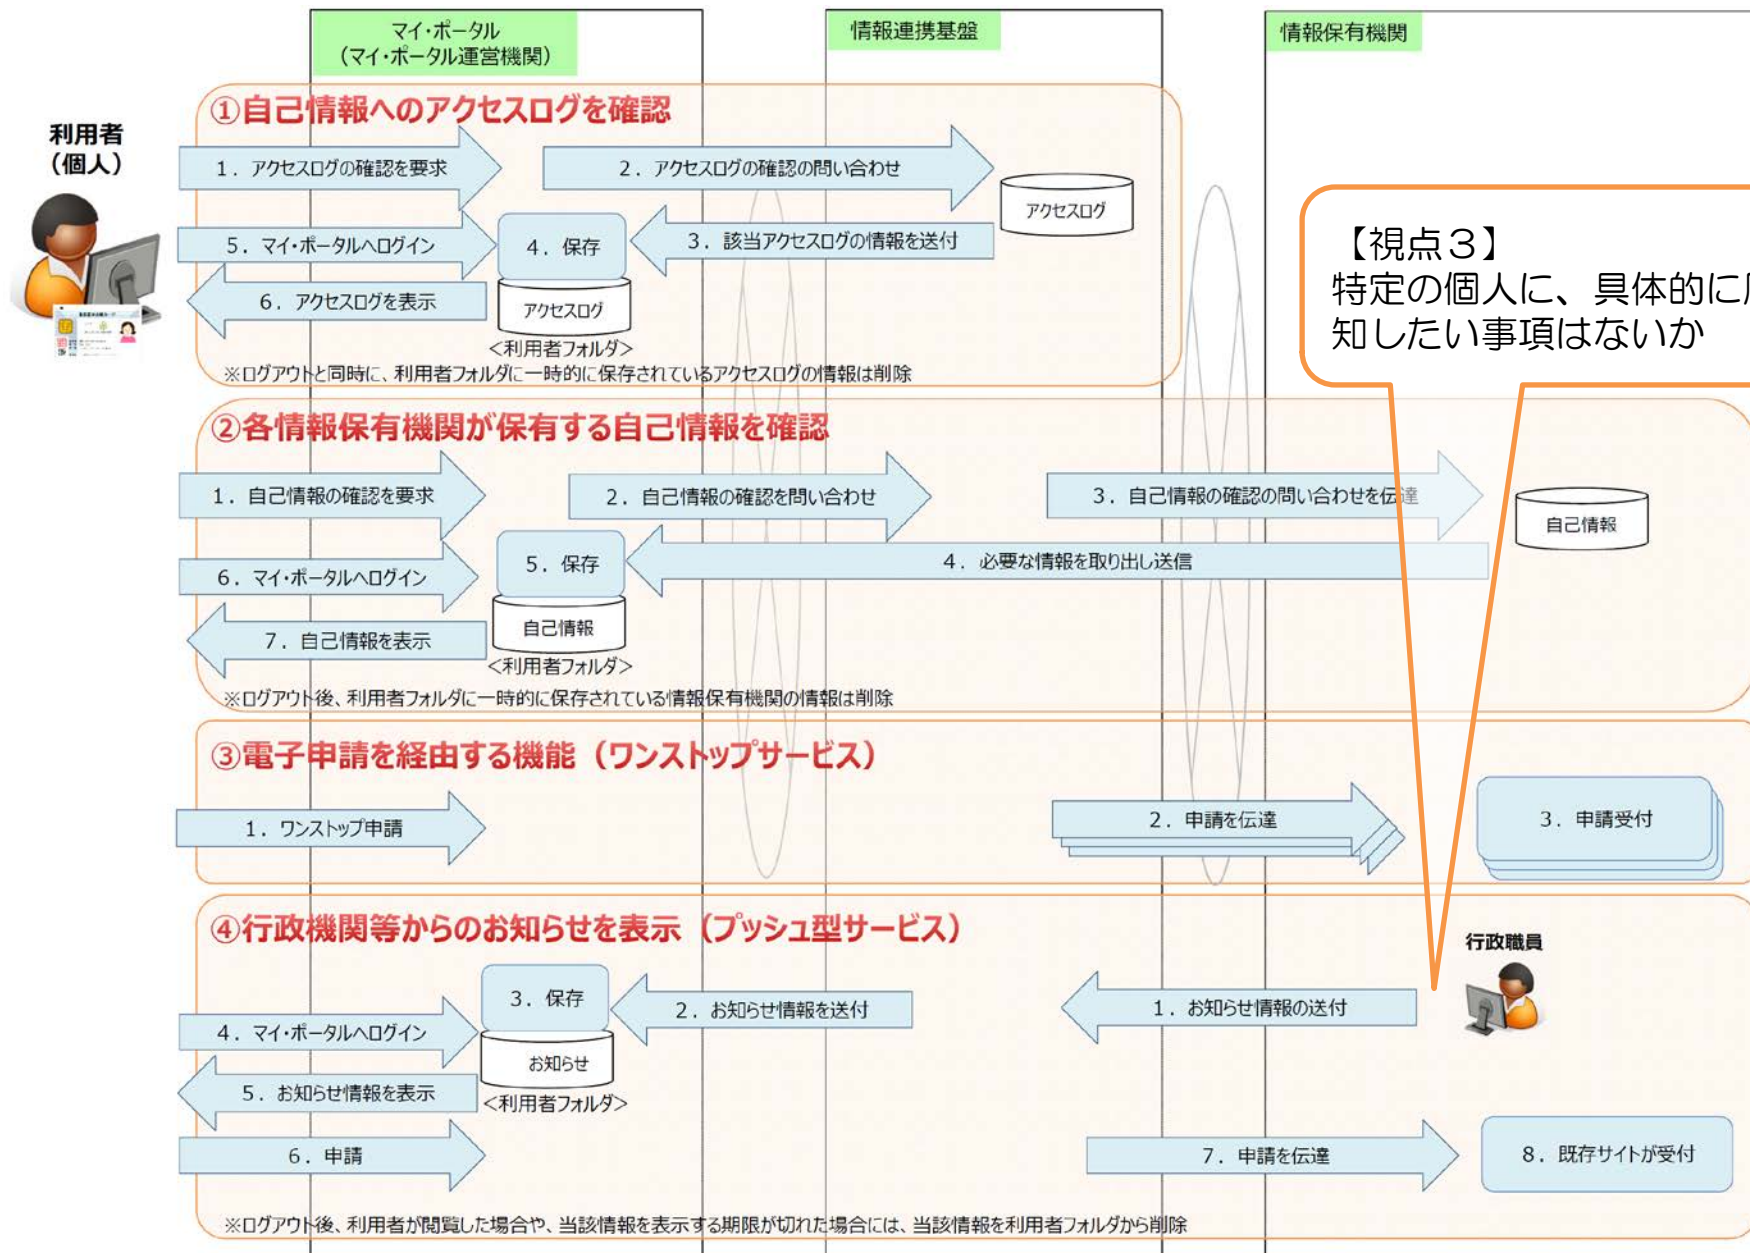 マイ・ポータル
（マイ・ポータル運営機関）
情報連携基盤
情報保有機関
利用者
（個人）
①自己情報へのアクセスログを確認
1．アクセスログの確認を要求
2．アクセスログの確認の問い合わせ
アクセスログ
5．マイ・ポータルへログイン
4．保存
3．該当アクセスログの情報を送付
6．アクセスログを表示
アクセスログ
<利用者フォルダ>
※ログアウトと同時に、利用者フォルダに一時的に保存されているアクセスログの情報は削除
【視点３】
特定の個人に、具体的に
知したい事項はないか
②各情報保有機関が保有する自己情報を確認
1．自己情報の確認を要求
2．自己情報の確認を問い合わせ
3．自己情報の確認の問い合わせを伝達
自己情報
5．保存
4．必要な情報を取り出し送信
6．マイ・ポータルへログイン
自己情報
7．自己情報を表示
<利用者フォルダ>
※ログアウト後、利用者フォルダに一時的に保存されている情報保有機関の情報は削除
③電子申請を経由する機能（ワンストップサービス）
1．ワンストップ申請
2．申請を伝達
3．申請受付
④行政機関等からのお知らせを表示（プッシュ型サービス）
行政職員
3．保存
2．お知らせ情報を送付
1．お知らせ情報の送付
4．マイ・ポータルへログイン
お知らせ
5．お知らせ情報を表示
<利用者フォルダ>
6．申請
7．申請を伝達
8．既存サイトが受付
※ログアウト後、利用者が閲覧した場合や、当該情報を表示する期限が切れた場合には、当該情報を利用者フォルダから削除